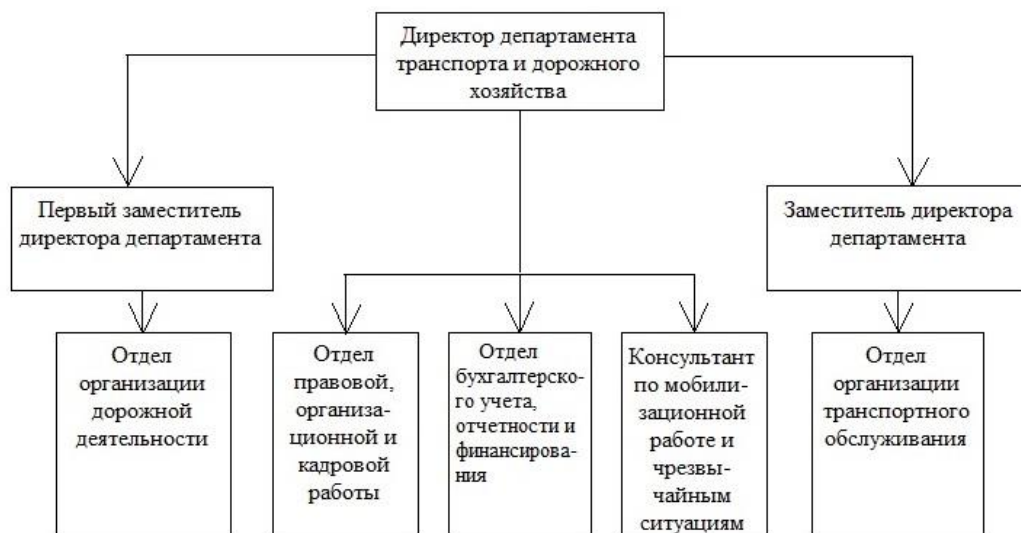 Директор департамента
транспорта и дорожного
хозяйства
Первый заместитель
директора департамента
Заместитель директора
департамента
Отдел
организации
дорожной
деятельности
Отдел
правовой,
организа-
ционной и
кадровой
работы
Отдел
бухгалтерско-
го учета,
отчетности и
финансирова-
ния
Консультант
по мобили-
зационной
работе и
чрезвы-
чайным
ситуациям
Отдел
организации
транспортного
обслуживания